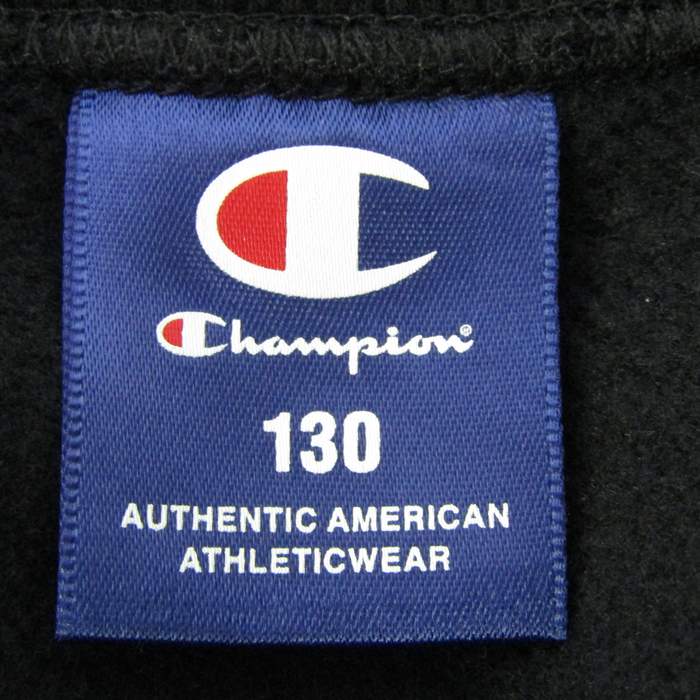 Champion®
130
AUTHENTIC AMERICAN
ATHLETICWEAR